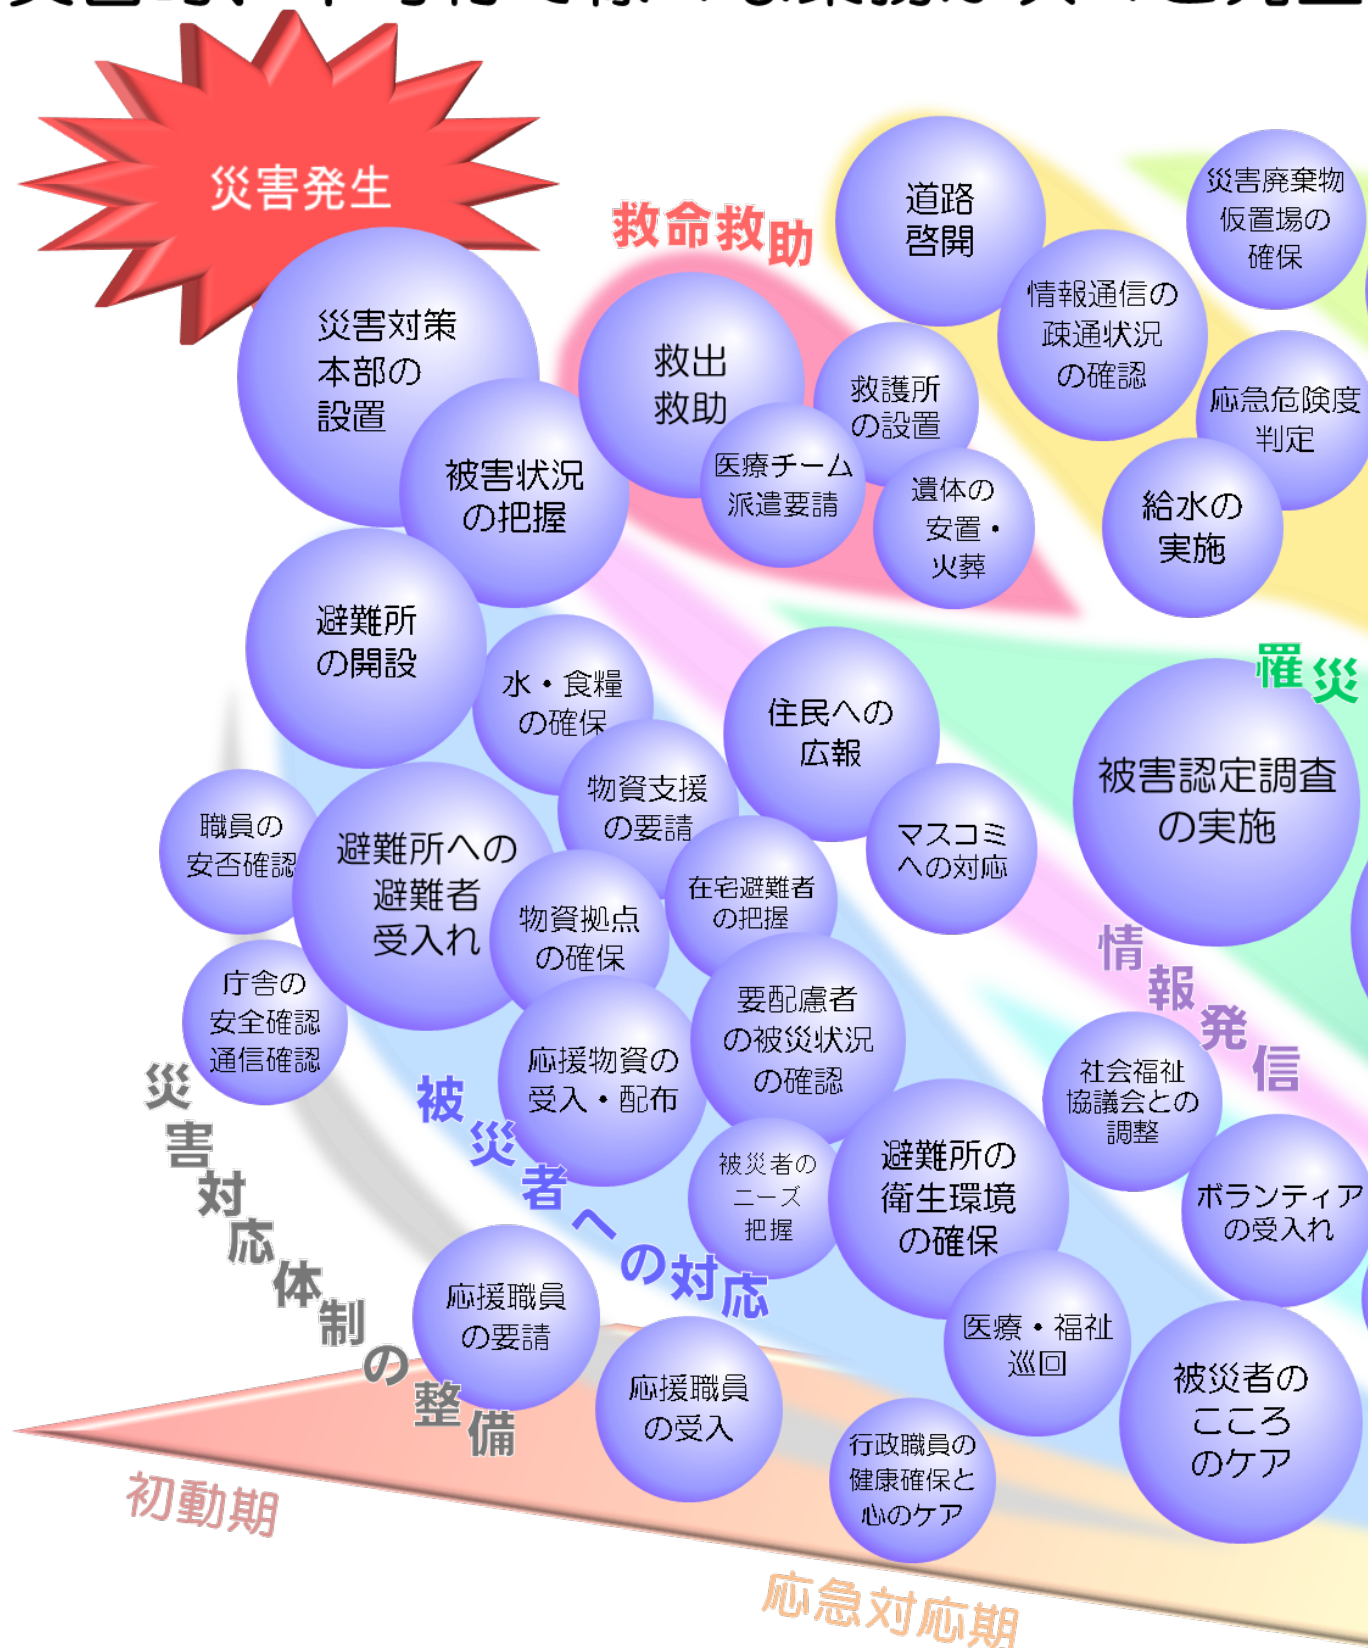 災害発生
救命救助
道路
啓開
災害廃棄物
仮置場の
確保
災害対策
本部の
設置
救出
救助
情報通信の
疎通状況
の確認
救護所
の設置
応急危険度
判定
被害状況
の把握
医療チーム
派遣要請
遺体の
安置・
火葬
給水の
実施
避難所
の開設
水・食糧
の確保
住民への
広報
罹災
被害認定調査
の実施
物資支援
の要請
職員の
安否確認
避難所への
避難者
受入れ
マスコミ
への対応
在宅避難者
の把握
物資拠点
の確保
情報発信
庁舎の
安全確認
通信確認
要配慮者
の被災状況
の確認
応援物資の
受入・配布
社会福祉
協議会との
調整
災害対応体制の整備
被災者への対応
被災者の
ニーズ
把握
避難所の
衛生環境
の確保
ボランティア
の受入れ
応援職員
の要請
医療・福祉
巡回
応援職員
の受入
被災者の
こころ
のケア
行政職員の
健康確保と
心のケア
初動期
応急対応期